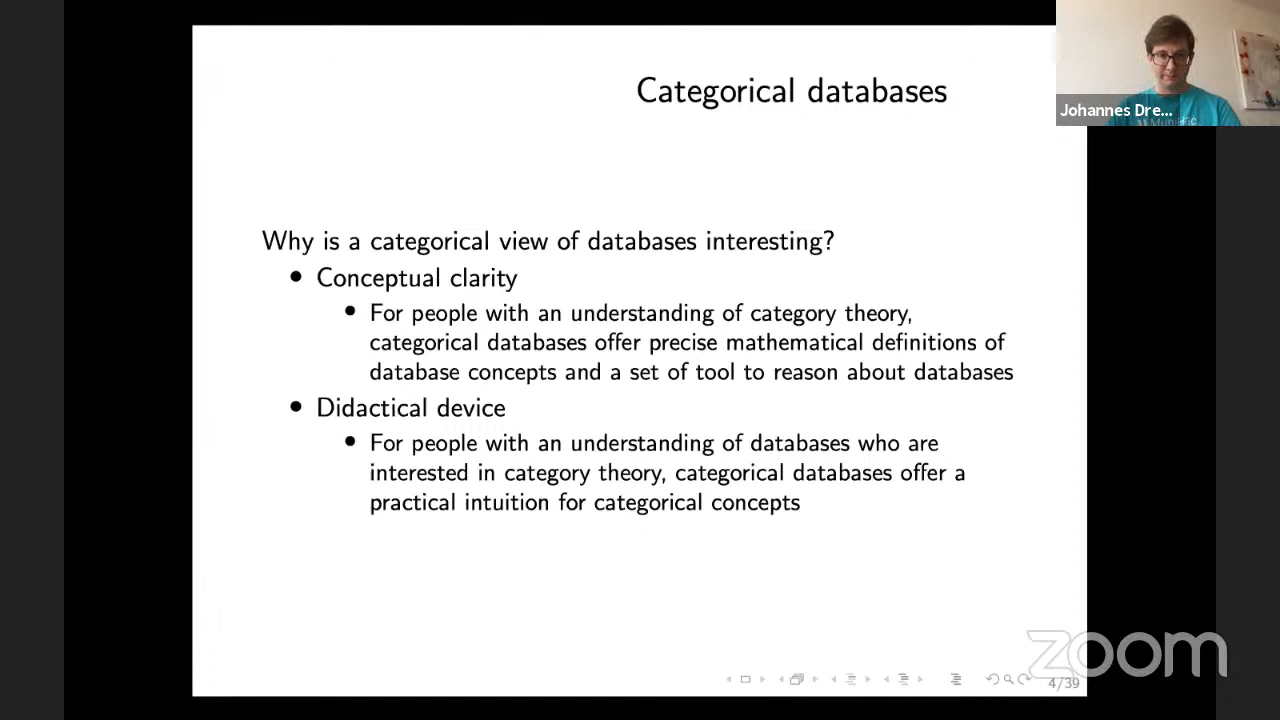 Categorical databases
Johannes Dre...
Why is a categorical view of databases interesting?
• Conceptual clarity
• For people with an understanding of category theory,
categorical databases offer precise mathematical definitions of
database concepts and a set of tool to reason about databases
• Didactical device
• For people with an understanding of databases who are
interested in category theory, categorical databases offer a
practical intuition for categorical concepts
zoom
4/39